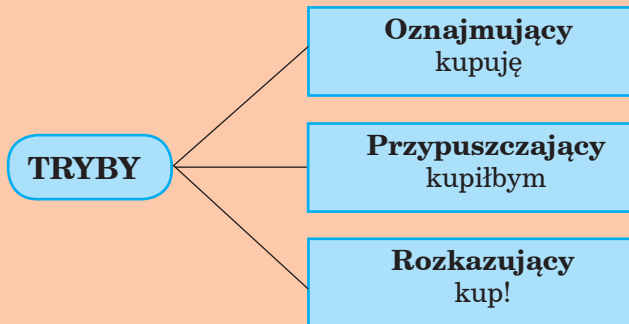 TRYBY
Oznajmujący
kupuję
Przypuszczający
kupiłbym
Rozkazujący
kup!